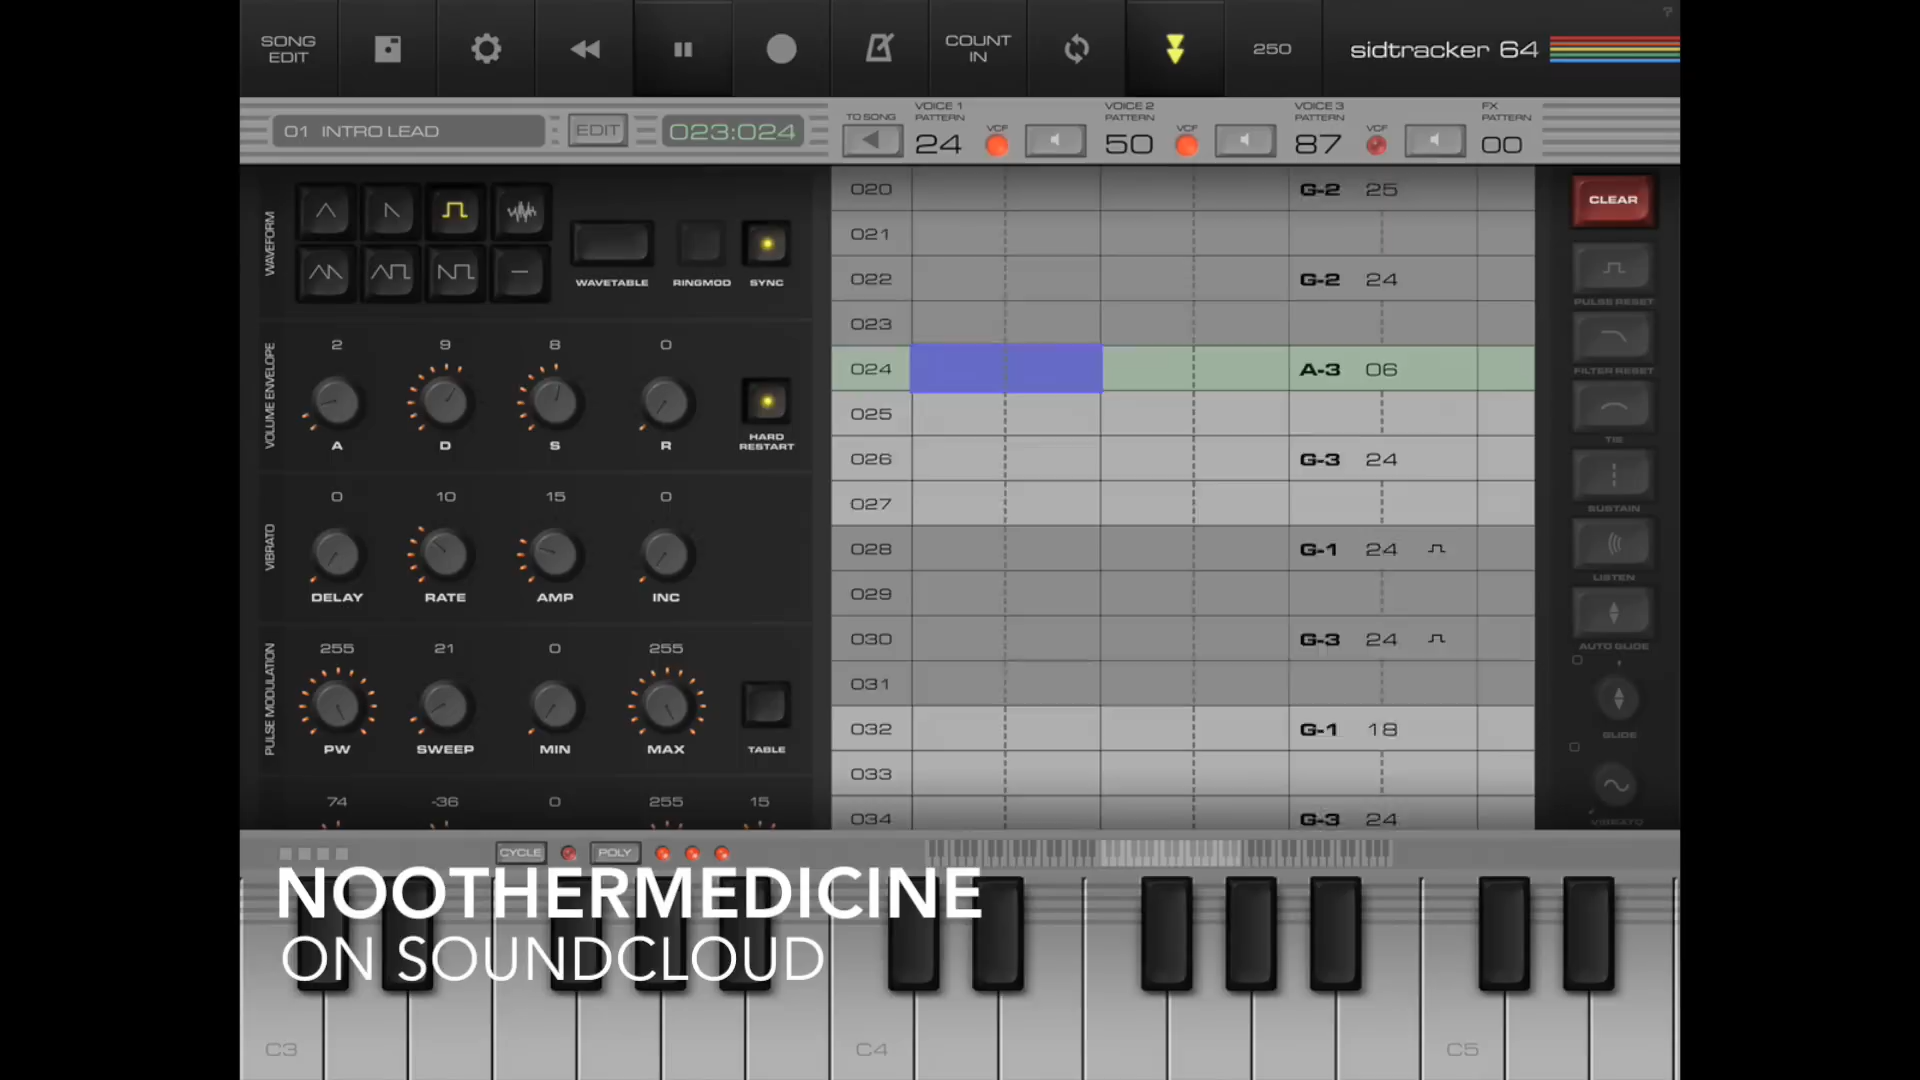 SONG EDIT
COUNT IN
250
sidtracker 64
?
01 INTRO LEAD
EDIT
023:024
TO SONG
VOICE 1 PATTERN
24
VCF
VOICE 2 PATTERN
50
VCF
VOICE 3 PATTERN
87
VCF
FX PATTERN
00
WAVEFORM
WAVETABLE
RINGMOD
SYNC
VOLUME ENVELOPE
2 9 8 0
A D S R
HARD RESTART
VIBRATO
0 10 15 0
DELAY RATE AMP INC
PULSE MODULATION
255 21 0 255
PW SWEEP MIN MAX TABLE
74 -36 0 255 15
020 G-2 25
021
022 G-2 24
023
024 A-3 06
025
026 G-3 24
027
028 G-1 24
029
030 G-3 24
031
032 G-1 18
033
034 G-3 24
CLEAR
PULSE RESET
FILTER RESET
TIE
SUSTAIN
LISTEN
AUTO GLIDE
GLIDE
VIBRATO
CYCLE
POLY
NOOTHERMEDICINE
ON SOUNDCLOUD
C3
C4
C5